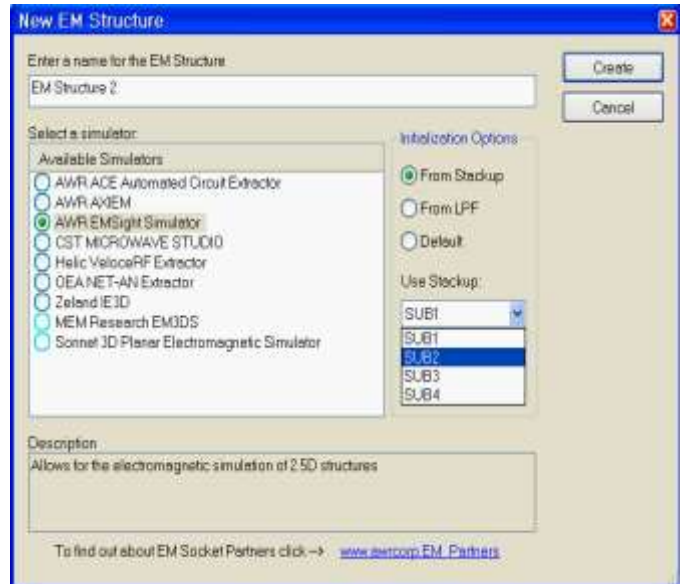 New EM Structure
Enter a name for the EM Structure
EM Structure 2
Create
Cancel
Select a simulator
Available Simulators
AWR ACE Automated Circuit Extractor
AWR AXIEM
AWR EMSight Simulator
CST MICROWAVE STUDIO
Helic VeloceRF Extractor
OEA NET-AN Extractor
Zeland IE3D
MEM Research EM3DS
Sonnet 3D Planar Electromagnetic Simulator
Initialization Options
From Stackup
From LPF
Default
Use Stackup:
SUB1
SUB1
SUB2
SUB3
SUB4
Description
Allows for the electromagnetic simulation of 2.5D structures
To find out about EM Socket Partners click --> www.awrcorp.EM_Partners